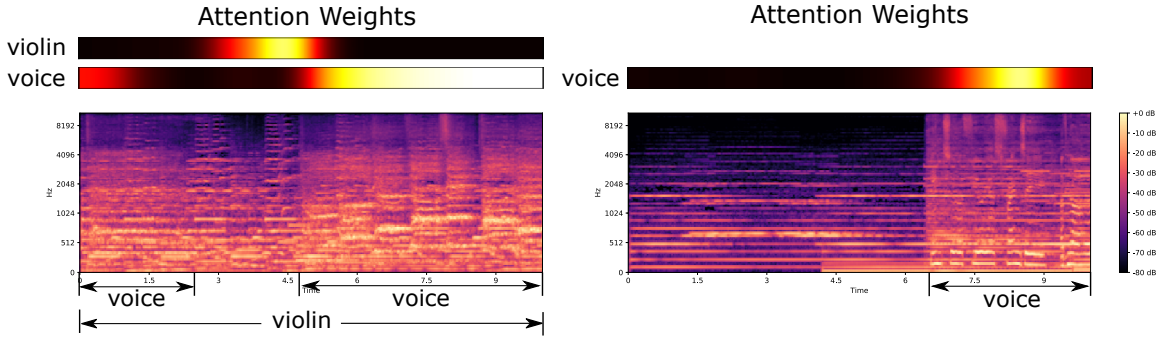 Attention Weights
violin
voice
8192
4096
2048
1024
512
0
Hz
0 1.5 3 4.5 6 7.5 9
Time
voice voice
violin
Attention Weights
voice
8192
4096
2048
1024
512
0
Hz
0 1.5 3 4.5 6 7.5 9
Time
voice
+0 dB
-10 dB
-20 dB
-30 dB
-40 dB
-50 dB
-60 dB
-70 dB
-80 dB